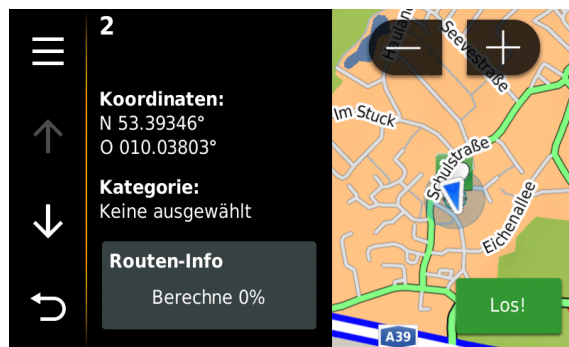 2
Koordinaten:
N 53.39346°
O 010.03803°
Kategorie:
Keine ausgewählt
Routen-Info
Berechne 0%
Hauland
Seevestraße
Im Stuck
Schulstraße
Eichenallee
Los!
A39